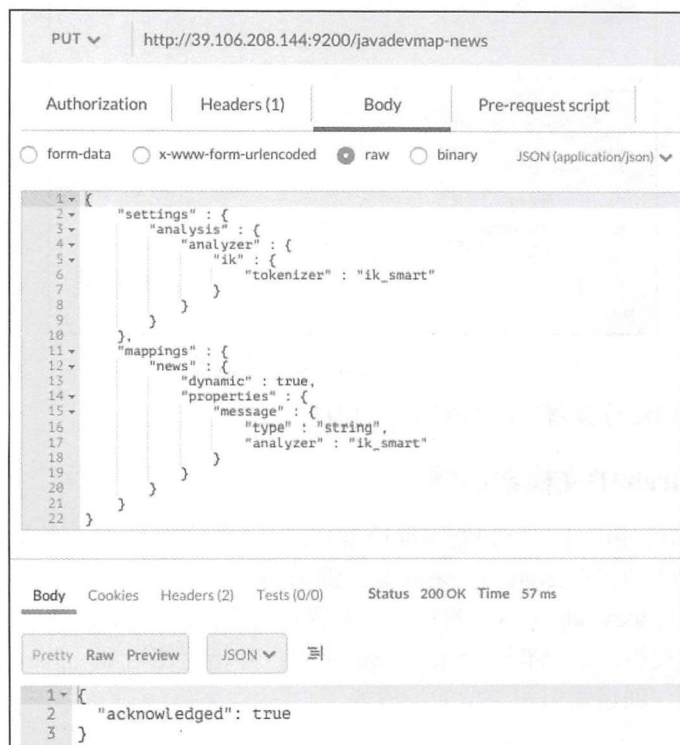 PUT http://39.106.208.144:9200/javadevmap-news
Authorization Headers (1) Body Pre-request script
form-data x-www-form-urlencoded raw binary JSON (application/json)
1 {
2 "settings" : {
3 "analysis" : {
4 "analyzer" : {
5 "ik" : {
6 "tokenizer" : "ik_smart"
7 }
8 }
9 }
10 },
11 "mappings" : {
12 "news" : {
13 "dynamic" : true,
14 "properties" : {
15 "message" : {
16 "type" : "string",
17 "analyzer" : "ik_smart"
18 }
19 }
20 }
21 }
22 }
Body Cookies Headers (2) Tests (0/0) Status 200 OK Time 57 ms
Pretty Raw Preview JSON
1 {
2 "acknowledged": true
3 }